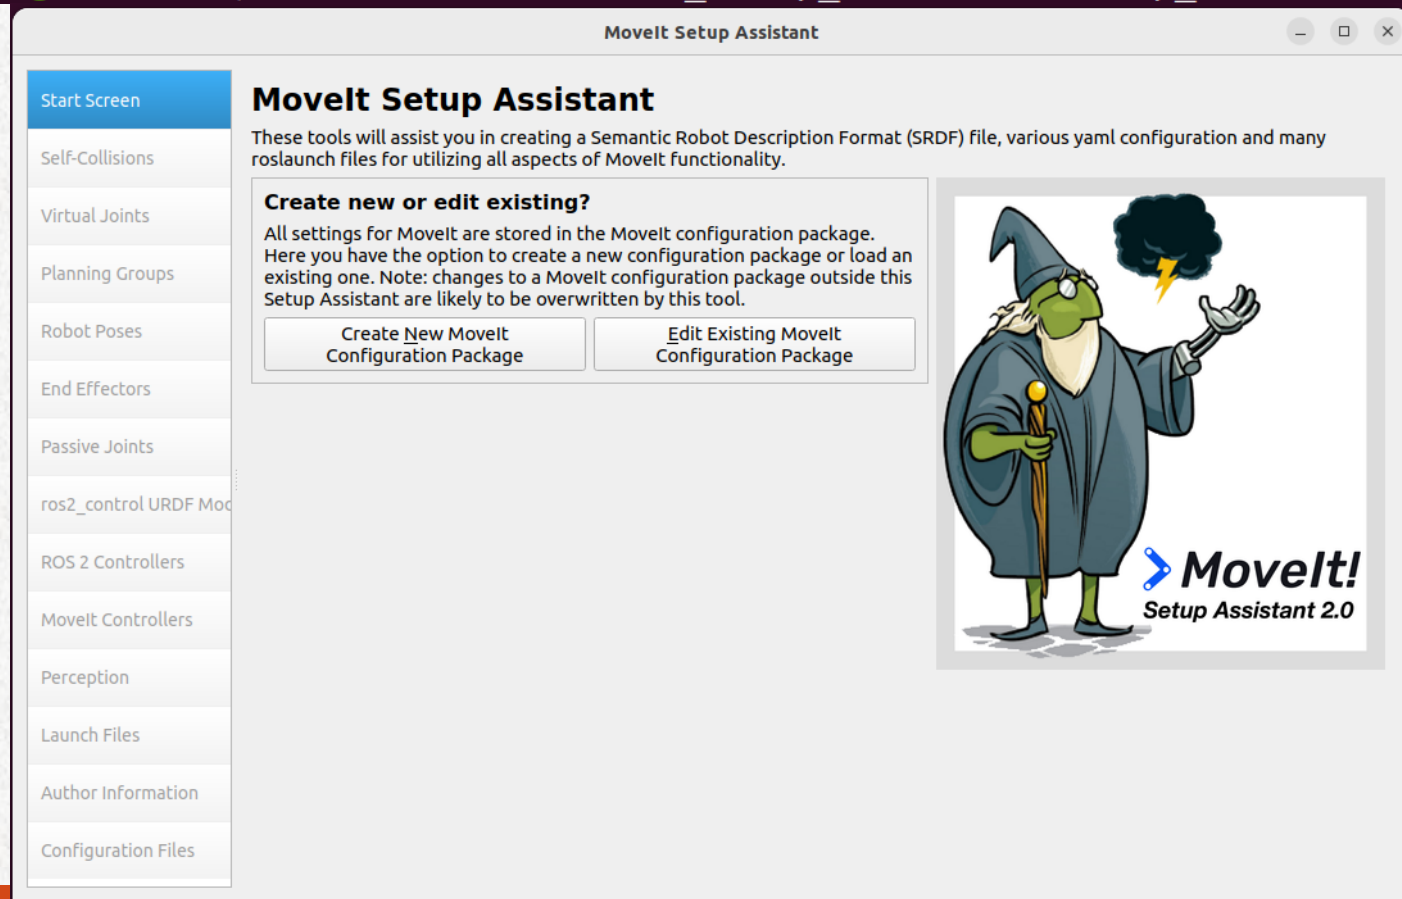 MoveIt Setup Assistant
Start Screen
Self-Collisions
Virtual Joints
Planning Groups
Robot Poses
End Effectors
Passive Joints
ros2_control URDF Mod
ROS 2 Controllers
MoveIt Controllers
Perception
Launch Files
Author Information
Configuration Files
MoveIt Setup Assistant
These tools will assist you in creating a Semantic Robot Description Format (SRDF) file, various yaml configuration and many
roslaunch files for utilizing all aspects of MoveIt functionality.
Create new or edit existing?
All settings for MoveIt are stored in the MoveIt configuration package.
Here you have the option to create a new configuration package or load an
existing one. Note: changes to a MoveIt configuration package outside this
Setup Assistant are likely to be overwritten by this tool.
Create New MoveIt
Configuration Package
Edit Existing MoveIt
Configuration Package
MoveIt!
Setup Assistant 2.0